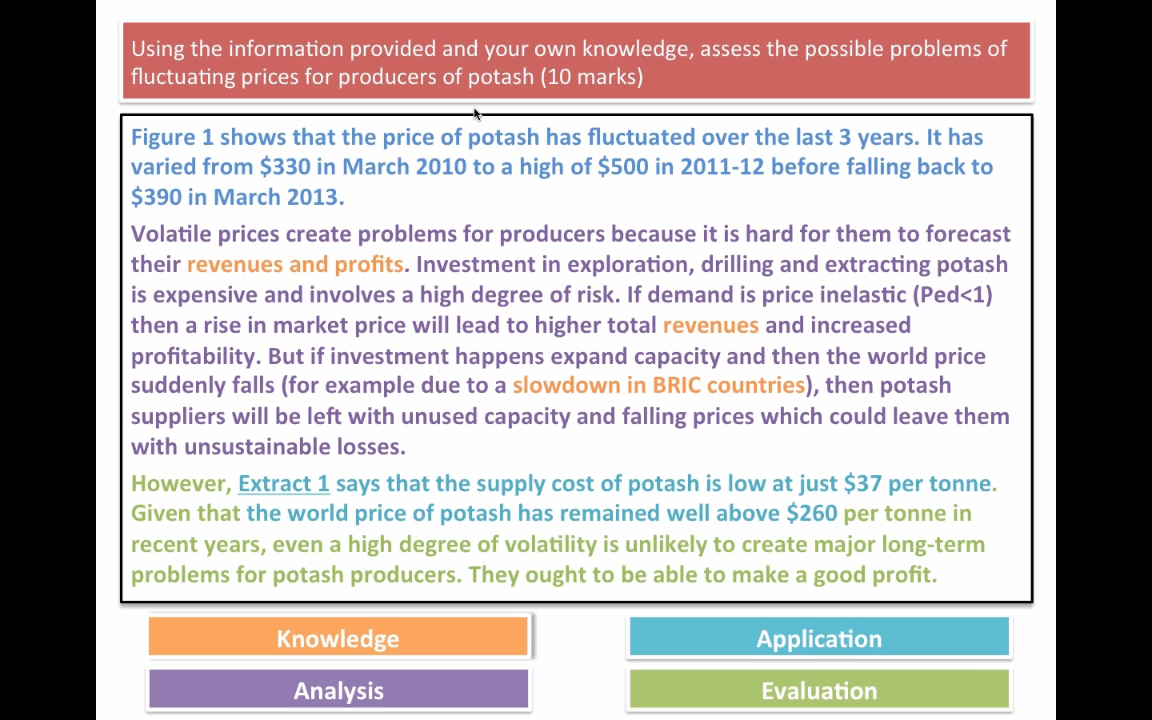 Using the information provided and your own knowledge, assess the possible problems of
fluctuating prices for producers of potash (10 marks)
Figure 1 shows that the price of potash has fluctuated over the last 3 years. It has
varied from $330 in March 2010 to a high of $500 in 2011-12 before falling back to
$390 in March 2013.
Volatile prices create problems for producers because it is hard for them to forecast
their revenues and profits. Investment in exploration, drilling and extracting potash
is expensive and involves a high degree of risk. If demand is price inelastic (Ped<1)
then a rise in market price will lead to higher total revenues and increased
profitability. But if investment happens expand capacity and then the world price
suddenly falls (for example due to a slowdown in BRIC countries), then potash
suppliers will be left with unused capacity and falling prices which could leave them
with unsustainable losses.
However, Extract 1 says that the supply cost of potash is low at just $37 per tonne.
Given that the world price of potash has remained well above $260 per tonne in
recent years, even a high degree of volatility is unlikely to create major long-term
problems for potash producers. They ought to be able to make a good profit.
Knowledge
Application
Analysis
Evaluation